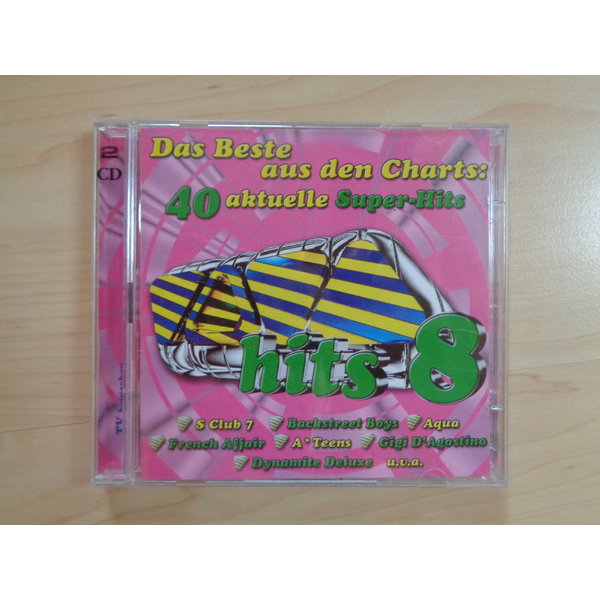 2
CD
Das Beste
aus den Charts:
40 aktuelle Super-Hits
hits 8
S Club 7 Backstreet Boys Aqua
French Affair A*Teens Gigi D'Agostino
Dynamite Deluxe u.v.a.
TV